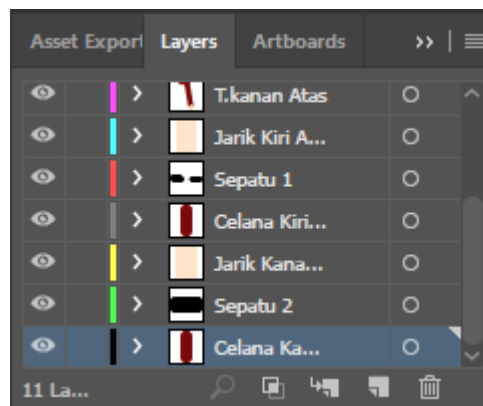 Asset Export Layers Artboards
T.kanan Atas
Jarik Kiri A...
Sepatu 1
Celana Kiri...
Jarik Kana...
Sepatu 2
Celana Ka...
11 La...